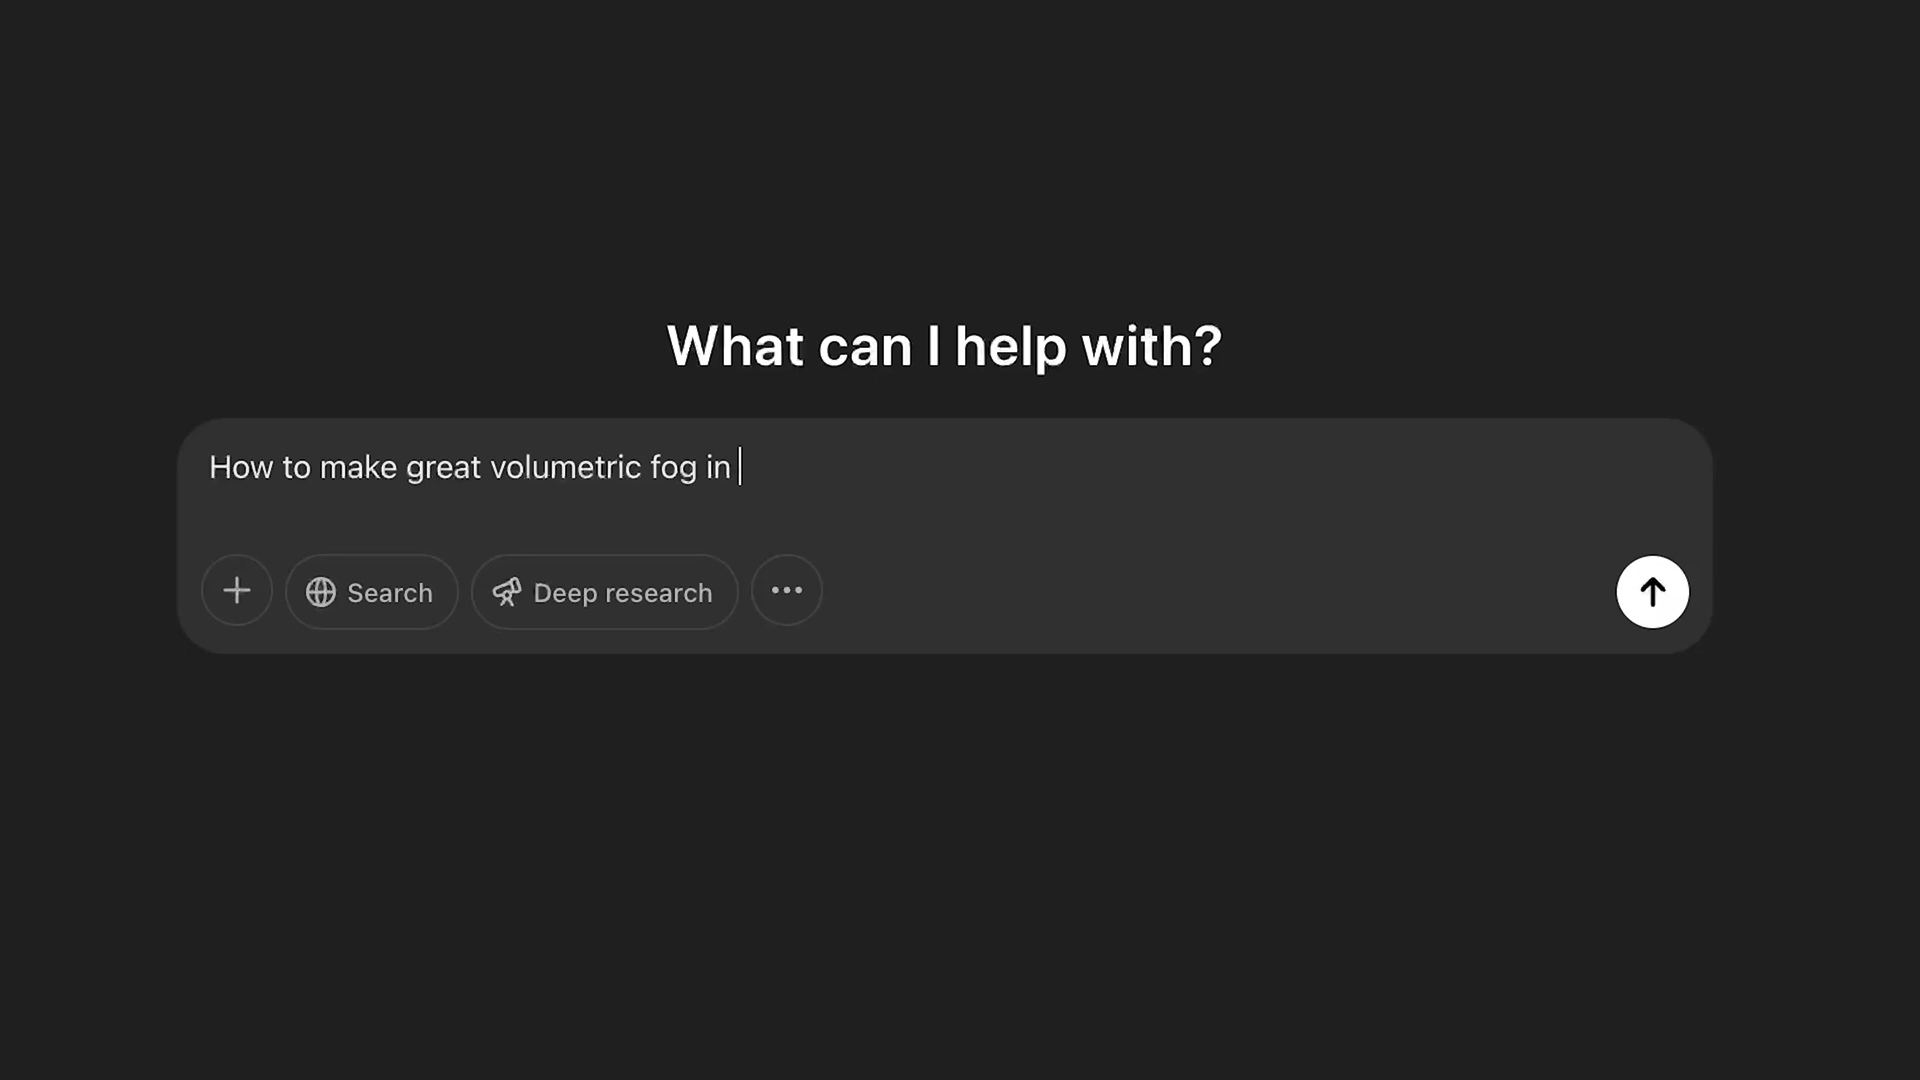 What can I help with?
How to make great volumetric fog in
Search
Deep research